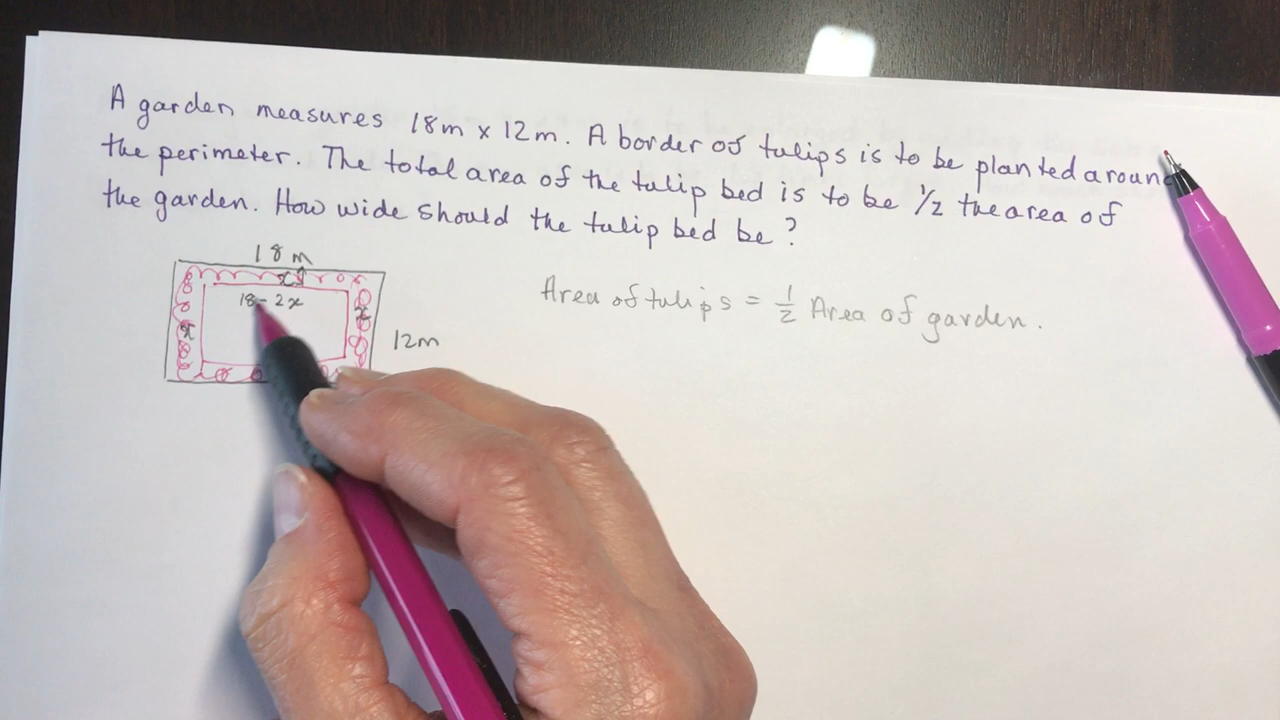 A garden measures 18m x 12m. A border of tulips is to be planted around
the perimeter. The total area of the tulip bed is to be 1/2 the area of
the garden. How wide should the tulip bed be?
18 m
x
18-2x
x
x
12m
Area of tulips = 1/2 Area of garden.